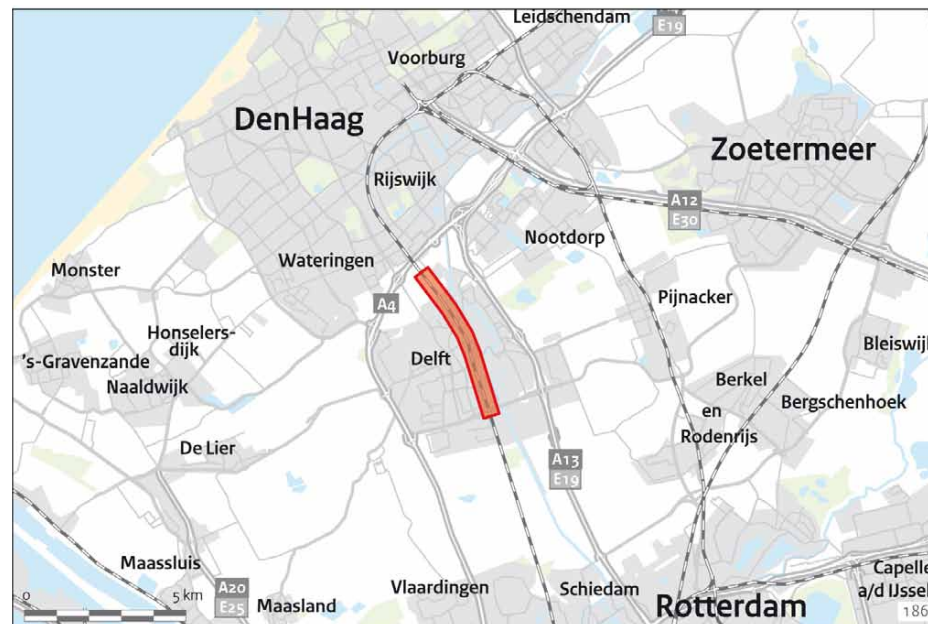 Leidschendam
A4
E19
Voorburg
DenHaag
Zoetermeer
Rijswijk
A12
E30
Nootdorp
Wateringen
Monster
Pijnacker
A4
Honselers-
dijk
's-Gravenzande
Delft
Bleiswijk
Naaldwijk
Berkel
en
Rodenrijs
Bergschenhoek
De Lier
A13
E19
Maassluis
A20
E25
Vlaardingen
Schiedam
Capelle
a/d IJssel
0
5 km
Maasland
Rotterdam
186